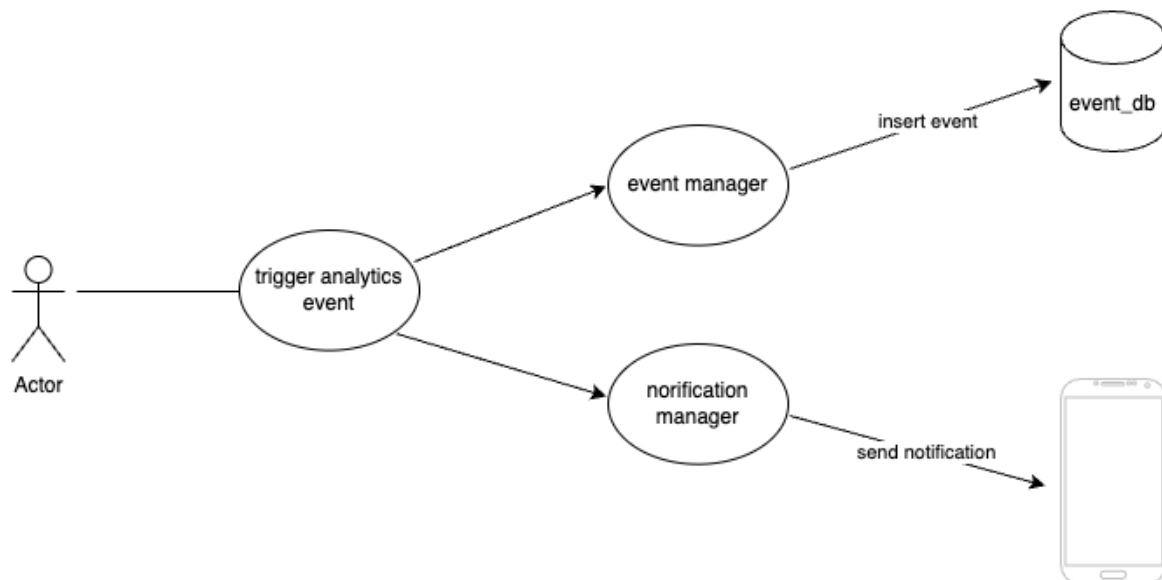 event_db
insert event
event manager
trigger analytics
event
Actor
norification
manager
send notification